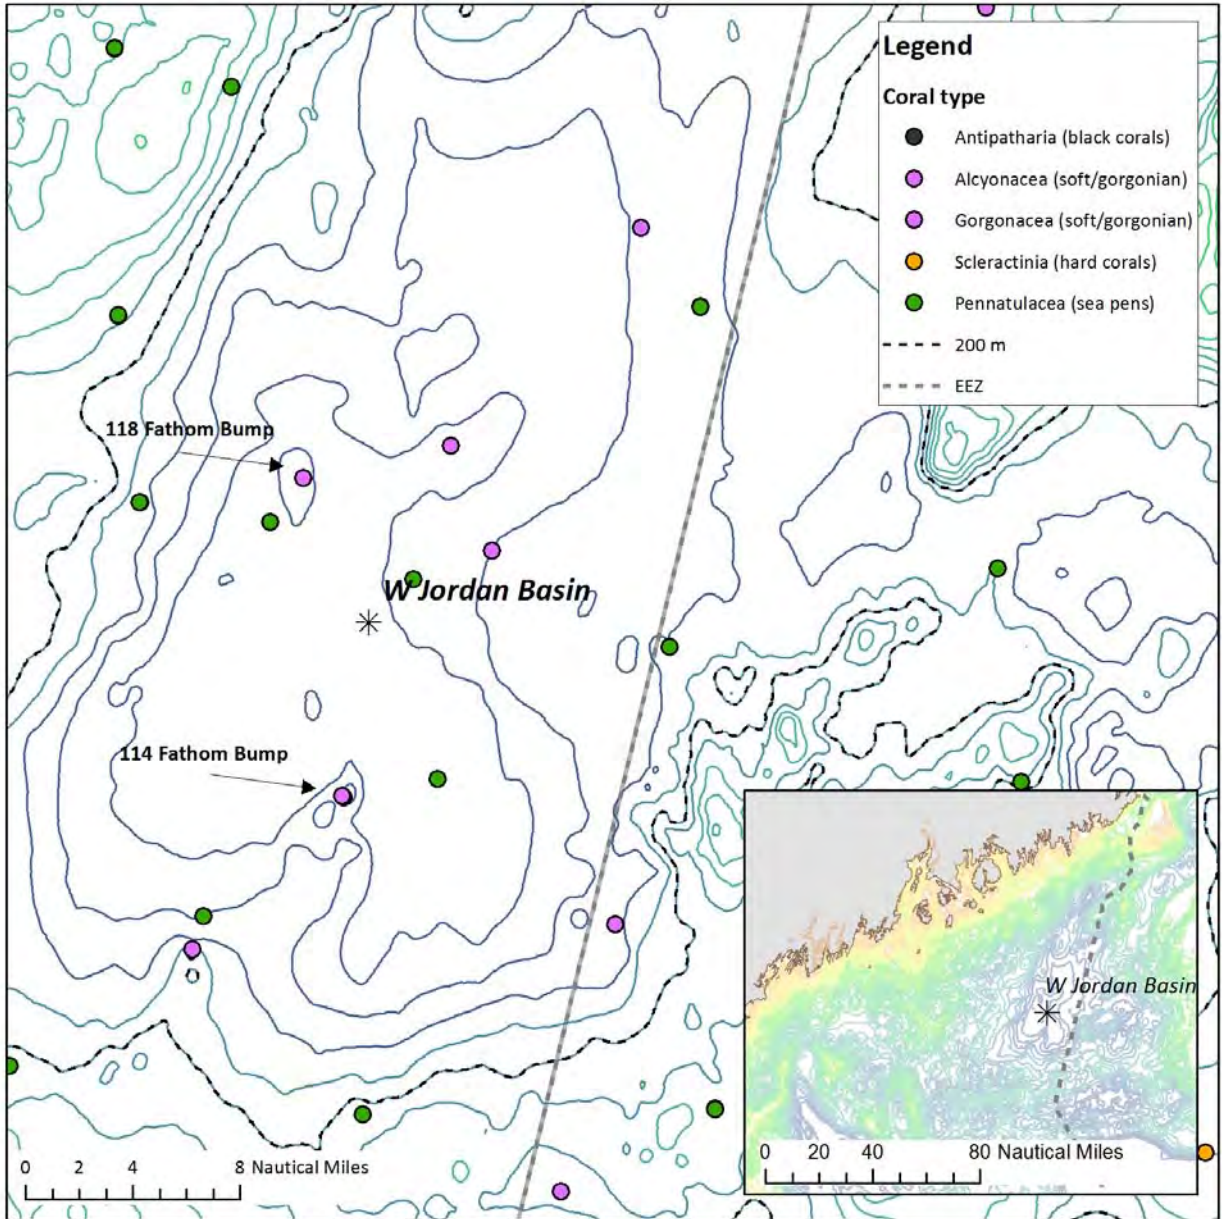 Legend
Coral type
Antipatharia (black corals)
Alcyonacea (soft/gorgonian)
Gorgonacea (soft/gorgonian)
Scleractinia (hard corals)
Pennatulacea (sea pens)
200 m
EEZ
118 Fathom Bump
W Jordan Basin
114 Fathom Bump
W Jordan Basin
0 20 40 80 Nautical Miles
0 2 4 8 Nautical Miles